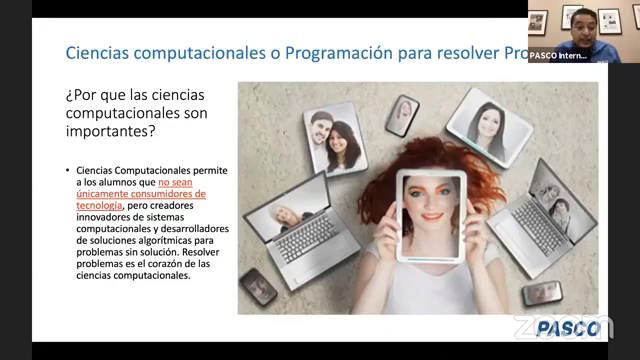 Ciencias computacionales o Programación para resolver Pro
PASCO Intern...
¿Por que las ciencias
computacionales son
importantes?
• Ciencias Computacionales permite
a los alumnos que no sean
únicamente consumidores de
tecnología, pero creadores
innovadores de sistemas
computacionales y desarrolladores
de soluciones algorítmicas para
problemas sin solución. Resolver
problemas es el corazón de las
ciencias computacionales.
zoom
PASCO